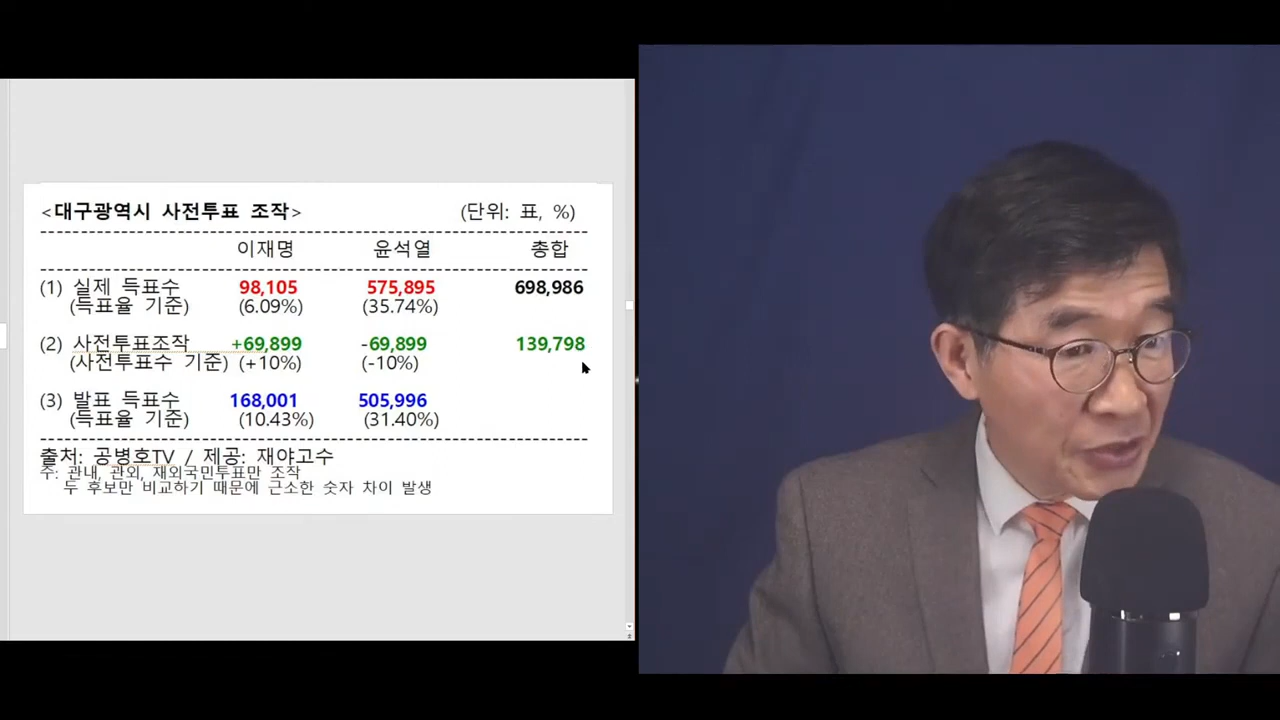 <대구광역시 사전투표 조작> (단위: 표, %)
이재명 윤석열 총합
(1) 실제 득표수 98,105 575,895 698,986
(득표율 기준) (6.09%) (35.74%)
(2) 사전투표조작 +69,899 -69,899 139,798
(사전투표수 기준) (+10%) (-10%)
(3) 발표 득표수 168,001 505,996
(득표율 기준) (10.43%) (31.40%)
출처: 공병호TV / 제공: 재야고수
주: 관내, 관외, 재외국민투표만 조작
두 후보만 비교하기 때문에 근소한 숫자 차이 발생